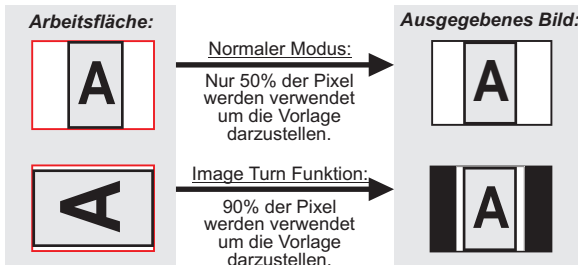 Arbeitsfläche:
Ausgegebenes Bild:
A
Normaler Modus:
Nur 50% der Pixel
werden verwendet
um die Vorlage
darzustellen.
A
A
Image Turn Funktion:
90% der Pixel
werden verwendet
um die Vorlage
darzustellen.
A